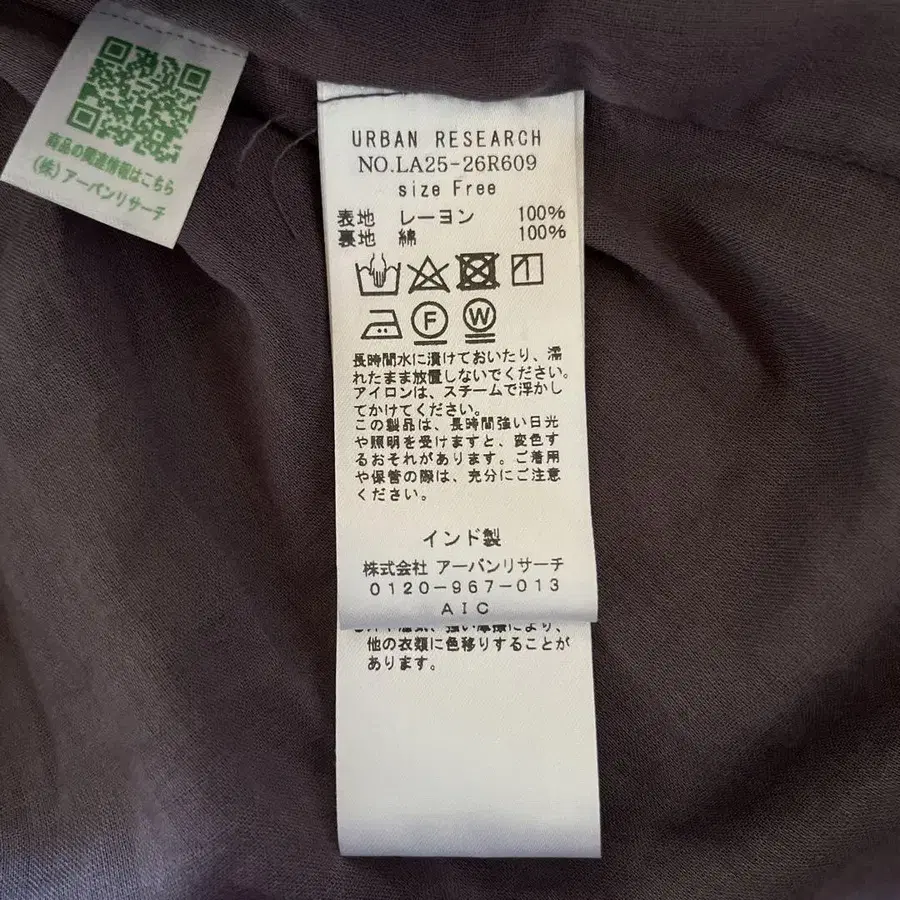 商品の関連情報はこちら
(株)アーバンリサーチ
URBAN RESEARCH
NO.LA25-26R609
size Free
表地 レーヨン 100%
裏地 綿 100%
F W
長時間水に漬けておいたり、濡
れたまま放置しないでください。
アイロンは、スチームで浮かし
てかけてください。
この製品は、長時間強い日光
や照明を受けますと、変色す
るおそれがあります。ご着用
や保管の際は、充分にご注意
ください。
インド製
株式会社 アーバンリサーチ
0120-967-013
AIC
他の衣類に色移りすることが
あります。